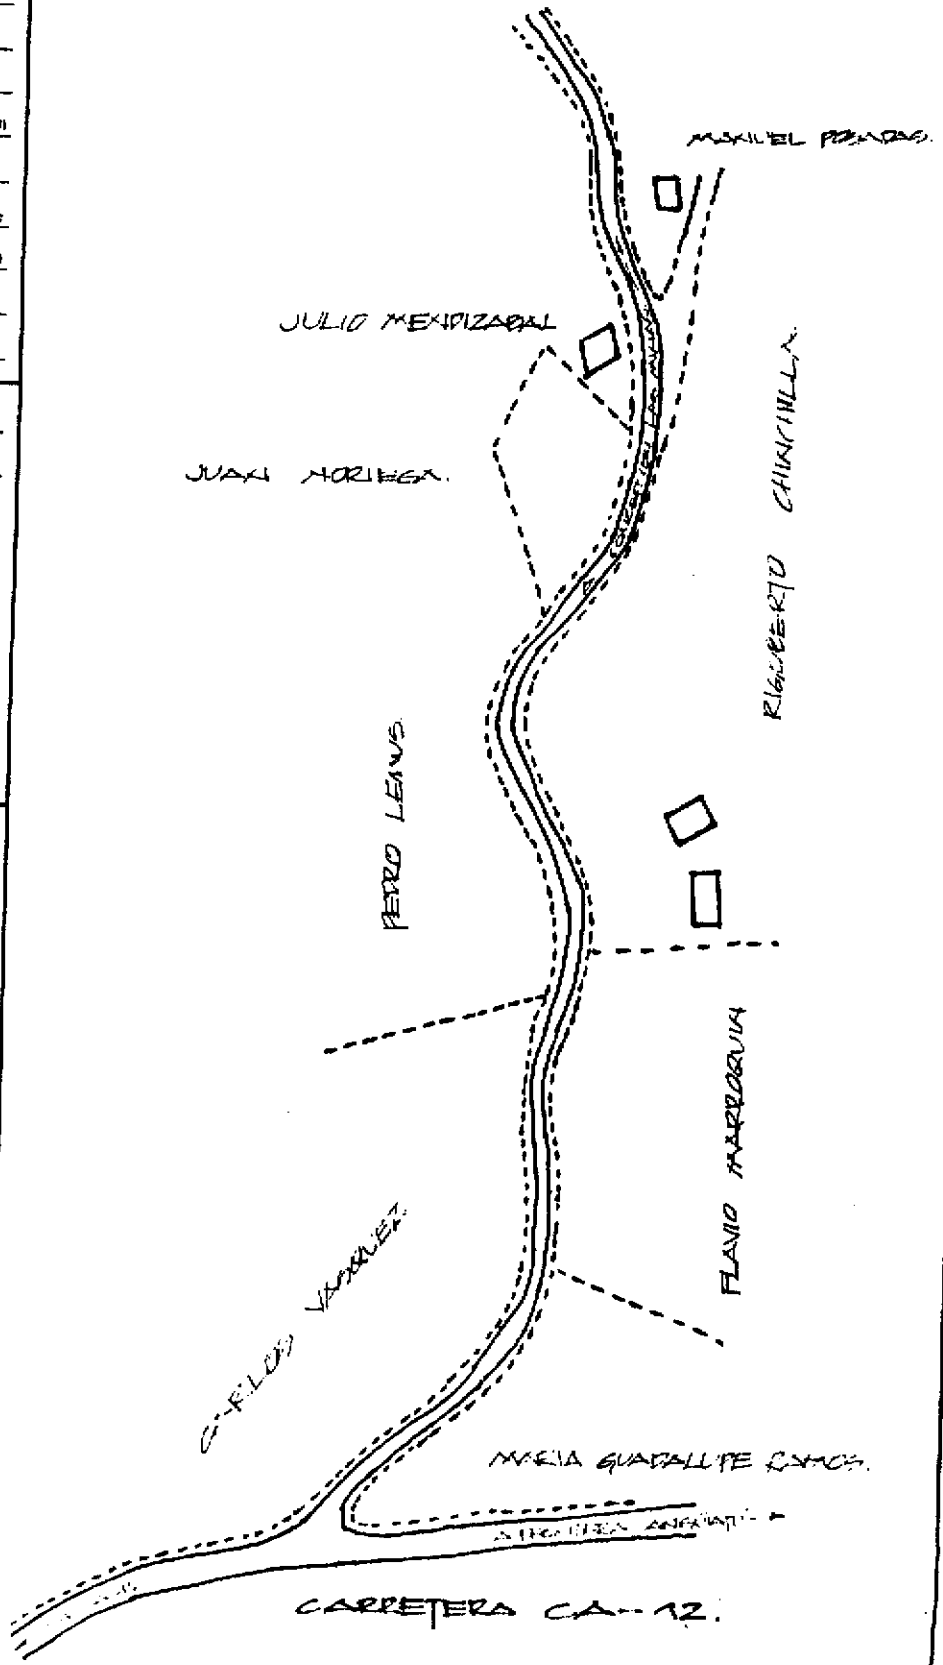 MANUEL POSADAS.
JULIO MENDIZABAL
JUAN NORIEGA.
RIGOBERTO CHINCHILLA.
PEDRO LEMUS.
FLAVIO MARROQUIN
CARLOS VASQUEZ.
MARIA GUADALUPE RAMOS.
CARRETERA CA-12.